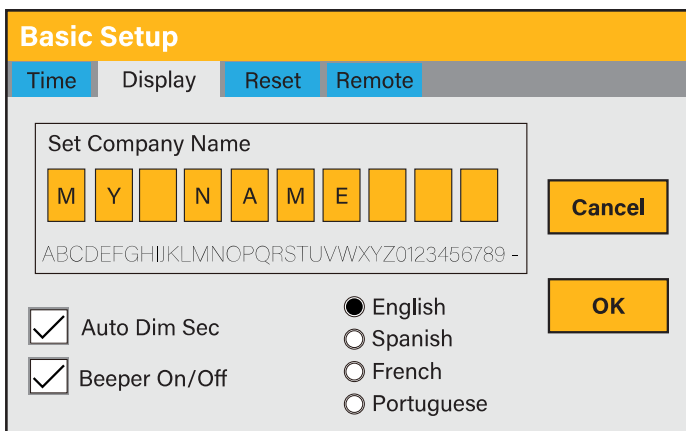 Basic Setup
Time Display Reset Remote
Set Company Name
M Y N A M E
ABCDEFGHIJKLMNOPQRSTUVWXYZ0123456789 -
Cancel
OK
Auto Dim Sec
Beeper On/Off
English
Spanish
French
Portuguese